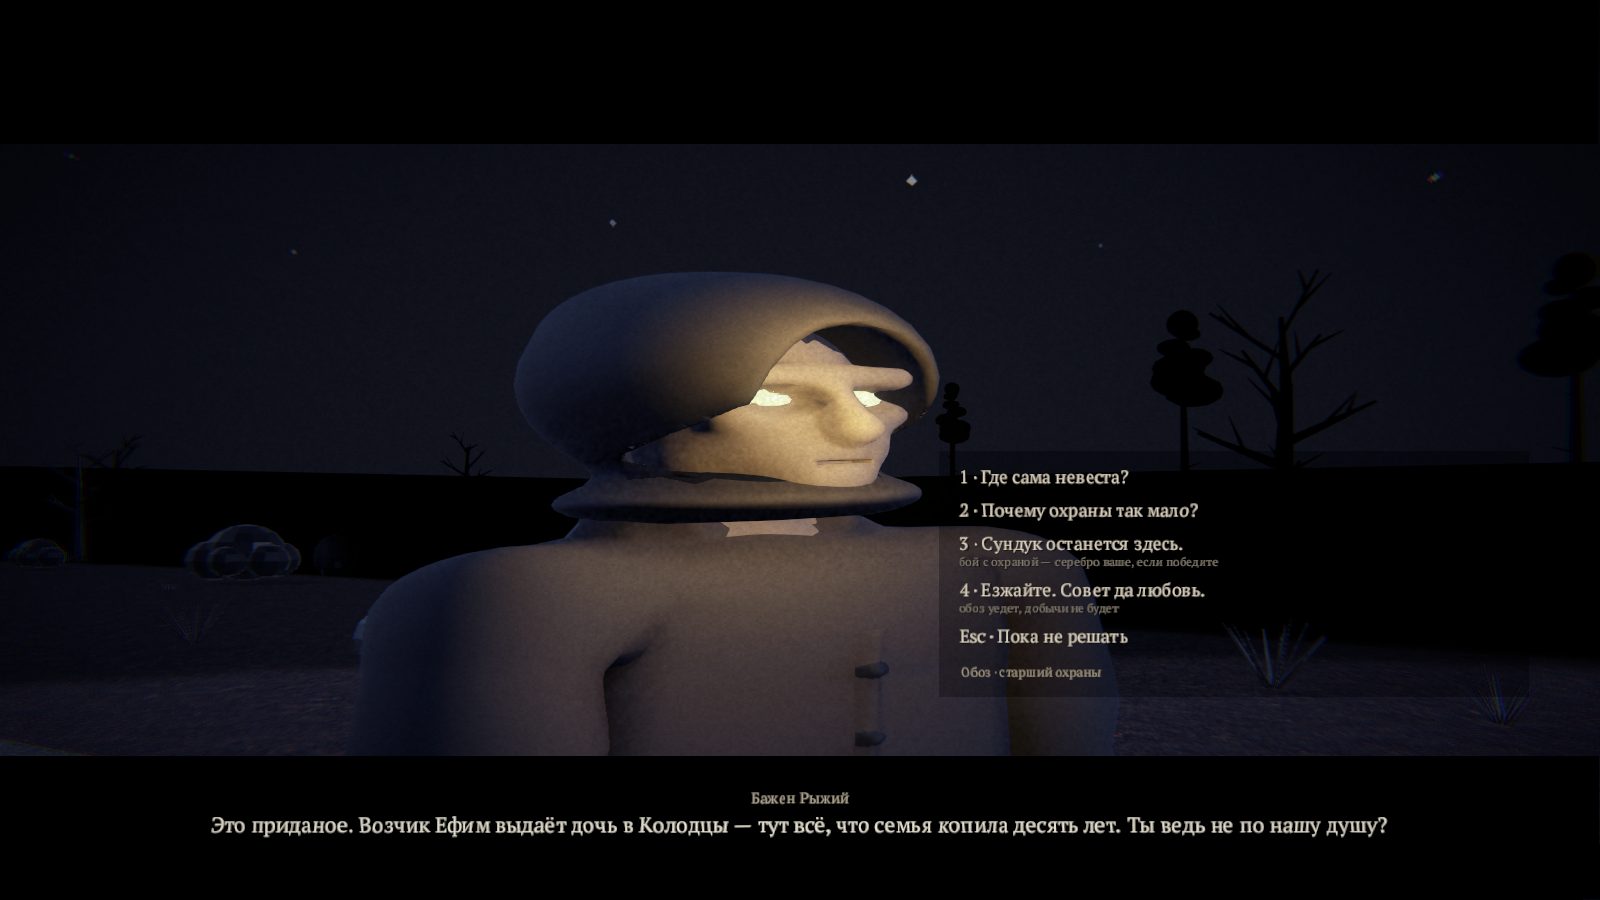 1 · Где сама невеста?
2 · Почему охраны так мало?
3 · Сундук останется здесь.
бой с охраной — серебро ваше, если победите
4 · Езжайте. Совет да любовь.
обоз уедет, добычи не будет
Esc · Пока не решать
Обоз · старший охраны
Бажен Рыжий
Это приданое. Возчик Ефим выдаёт дочь в Колодцы — тут всё, что семья копила десять лет. Ты ведь не по нашу душу?